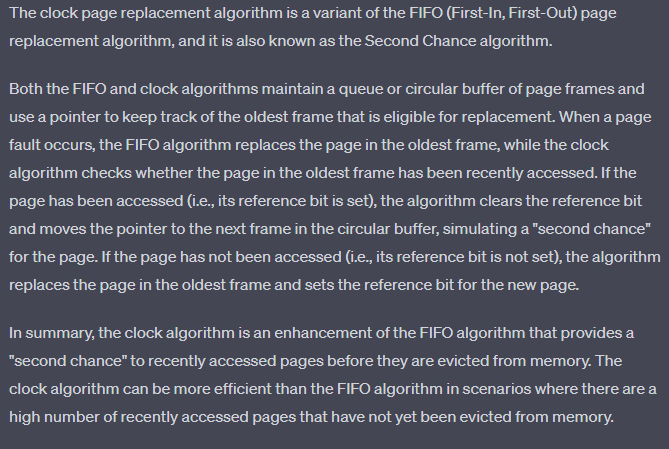 The clock page replacement algorithm is a variant of the FIFO (First-In, First-Out) page
replacement algorithm, and it is also known as the Second Chance algorithm.
Both the FIFO and clock algorithms maintain a queue or circular buffer of page frames and
use a pointer to keep track of the oldest frame that is eligible for replacement. When a page
fault occurs, the FIFO algorithm replaces the page in the oldest frame, while the clock
algorithm checks whether the page in the oldest frame has been recently accessed. If the
page has been accessed (i.e., its reference bit is set), the algorithm clears the reference bit
and moves the pointer to the next frame in the circular buffer, simulating a "second chance"
for the page. If the page has not been accessed (i.e., its reference bit is not set), the algorithm
replaces the page in the oldest frame and sets the reference bit for the new page.
In summary, the clock algorithm is an enhancement of the FIFO algorithm that provides a
"second chance" to recently accessed pages before they are evicted from memory. The
clock algorithm can be more efficient than the FIFO algorithm in scenarios where there are a
high number of recently accessed pages that have not yet been evicted from memory.